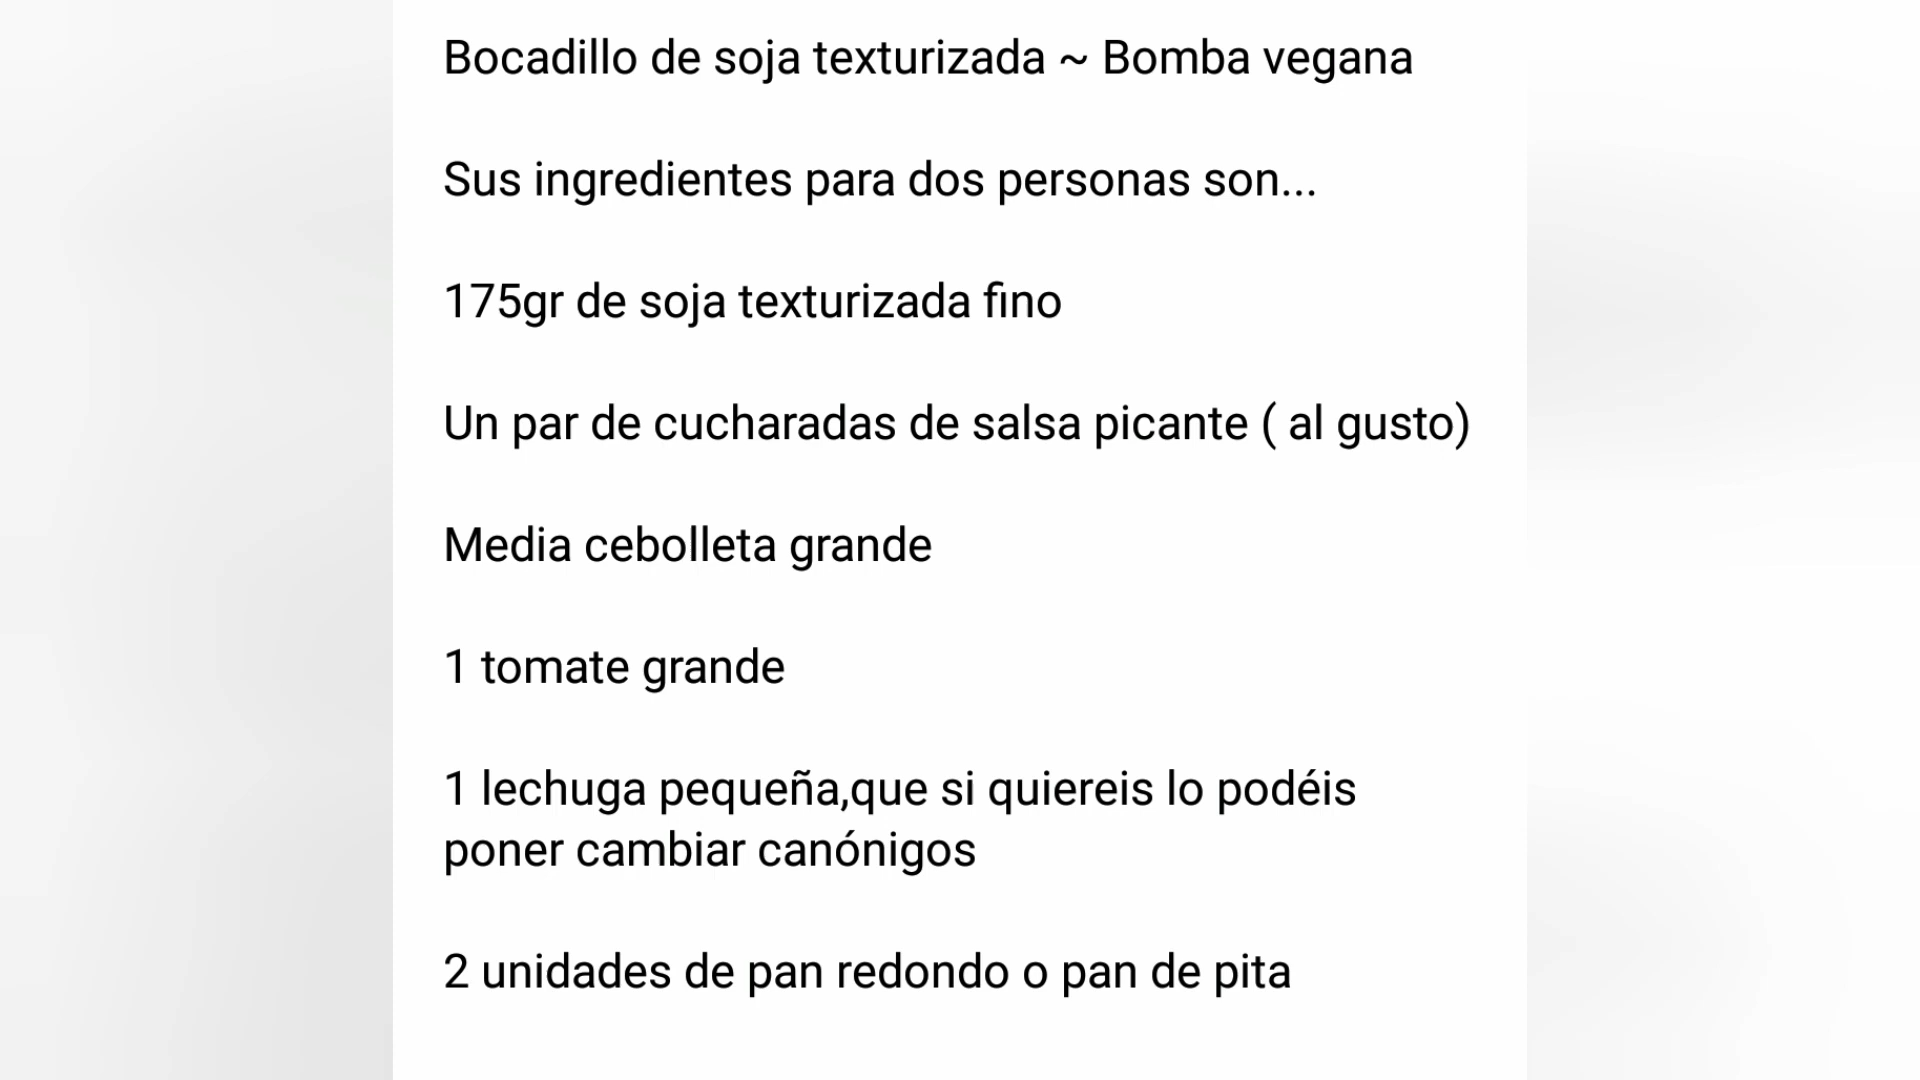 Bocadillo de soja texturizada ~ Bomba vegana
Sus ingredientes para dos personas son...
175gr de soja texturizada fino
Un par de cucharadas de salsa picante ( al gusto)
Media cebolleta grande
1 tomate grande
1 lechuga pequeña,que si quiereis lo podéis
poner cambiar canónigos
2 unidades de pan redondo o pan de pita